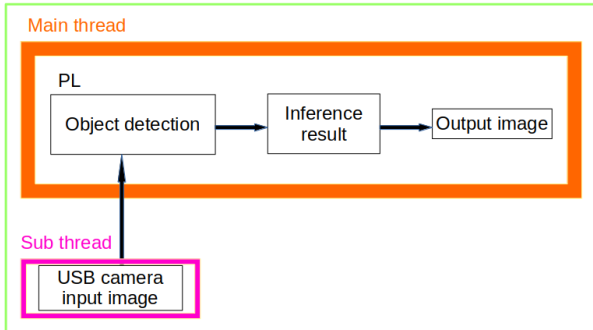 Main thread
PL
Object detection
Inference
result
Output image
Sub thread
USB camera
input image